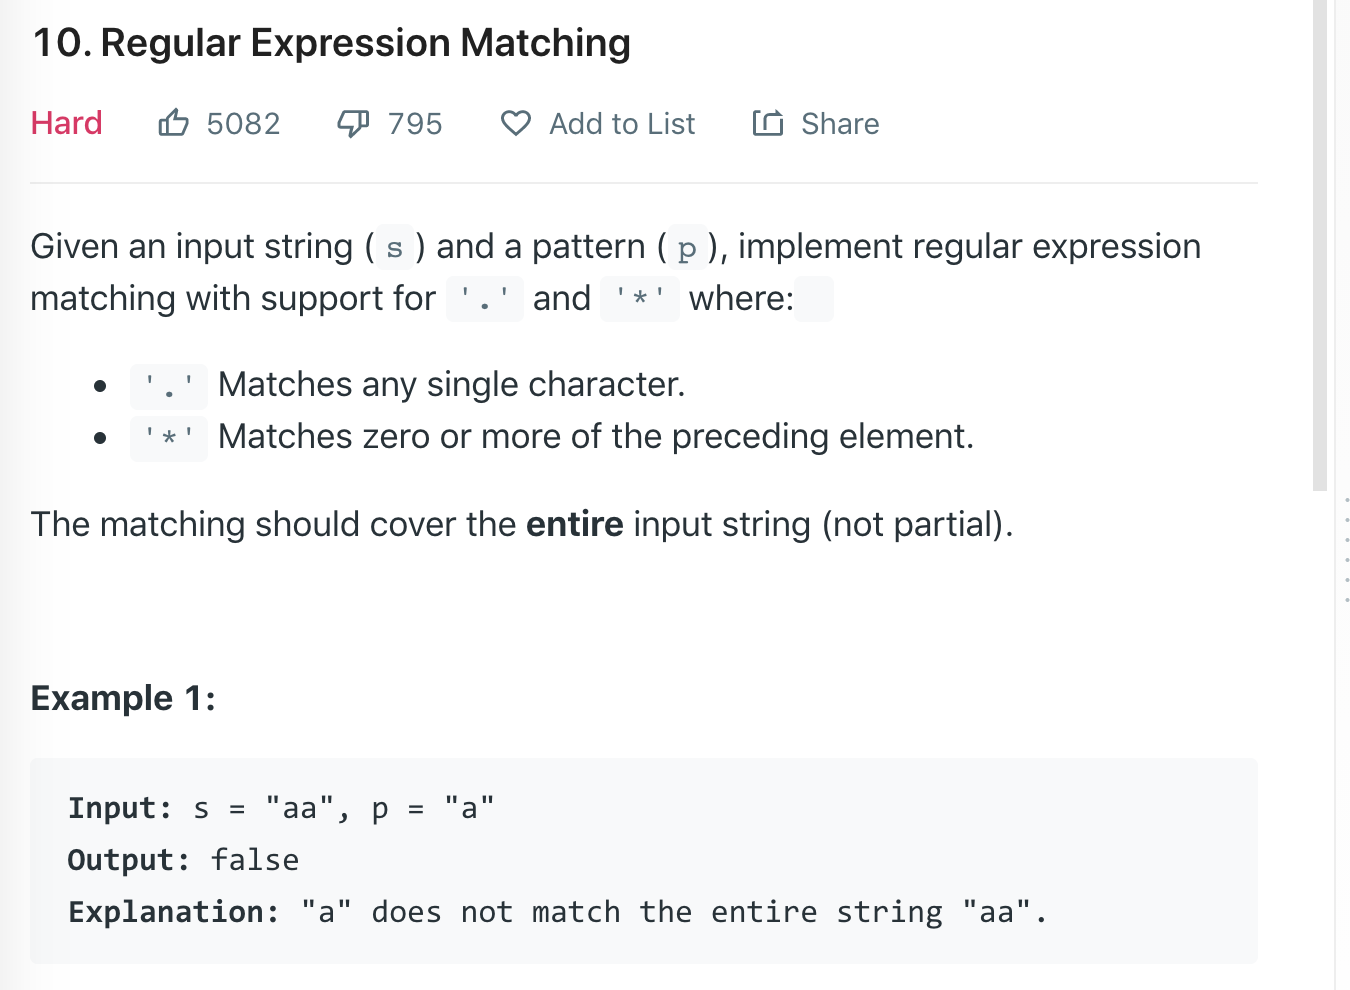 10. Regular Expression Matching
Hard 5082 795 Add to List Share
Given an input string (s) and a pattern (p), implement regular expression
matching with support for '.' and '*' where:
• '.' Matches any single character.
• '*' Matches zero or more of the preceding element.
The matching should cover the entire input string (not partial).
Example 1:
Input: s = "aa", p = "a"
Output: false
Explanation: "a" does not match the entire string "aa".